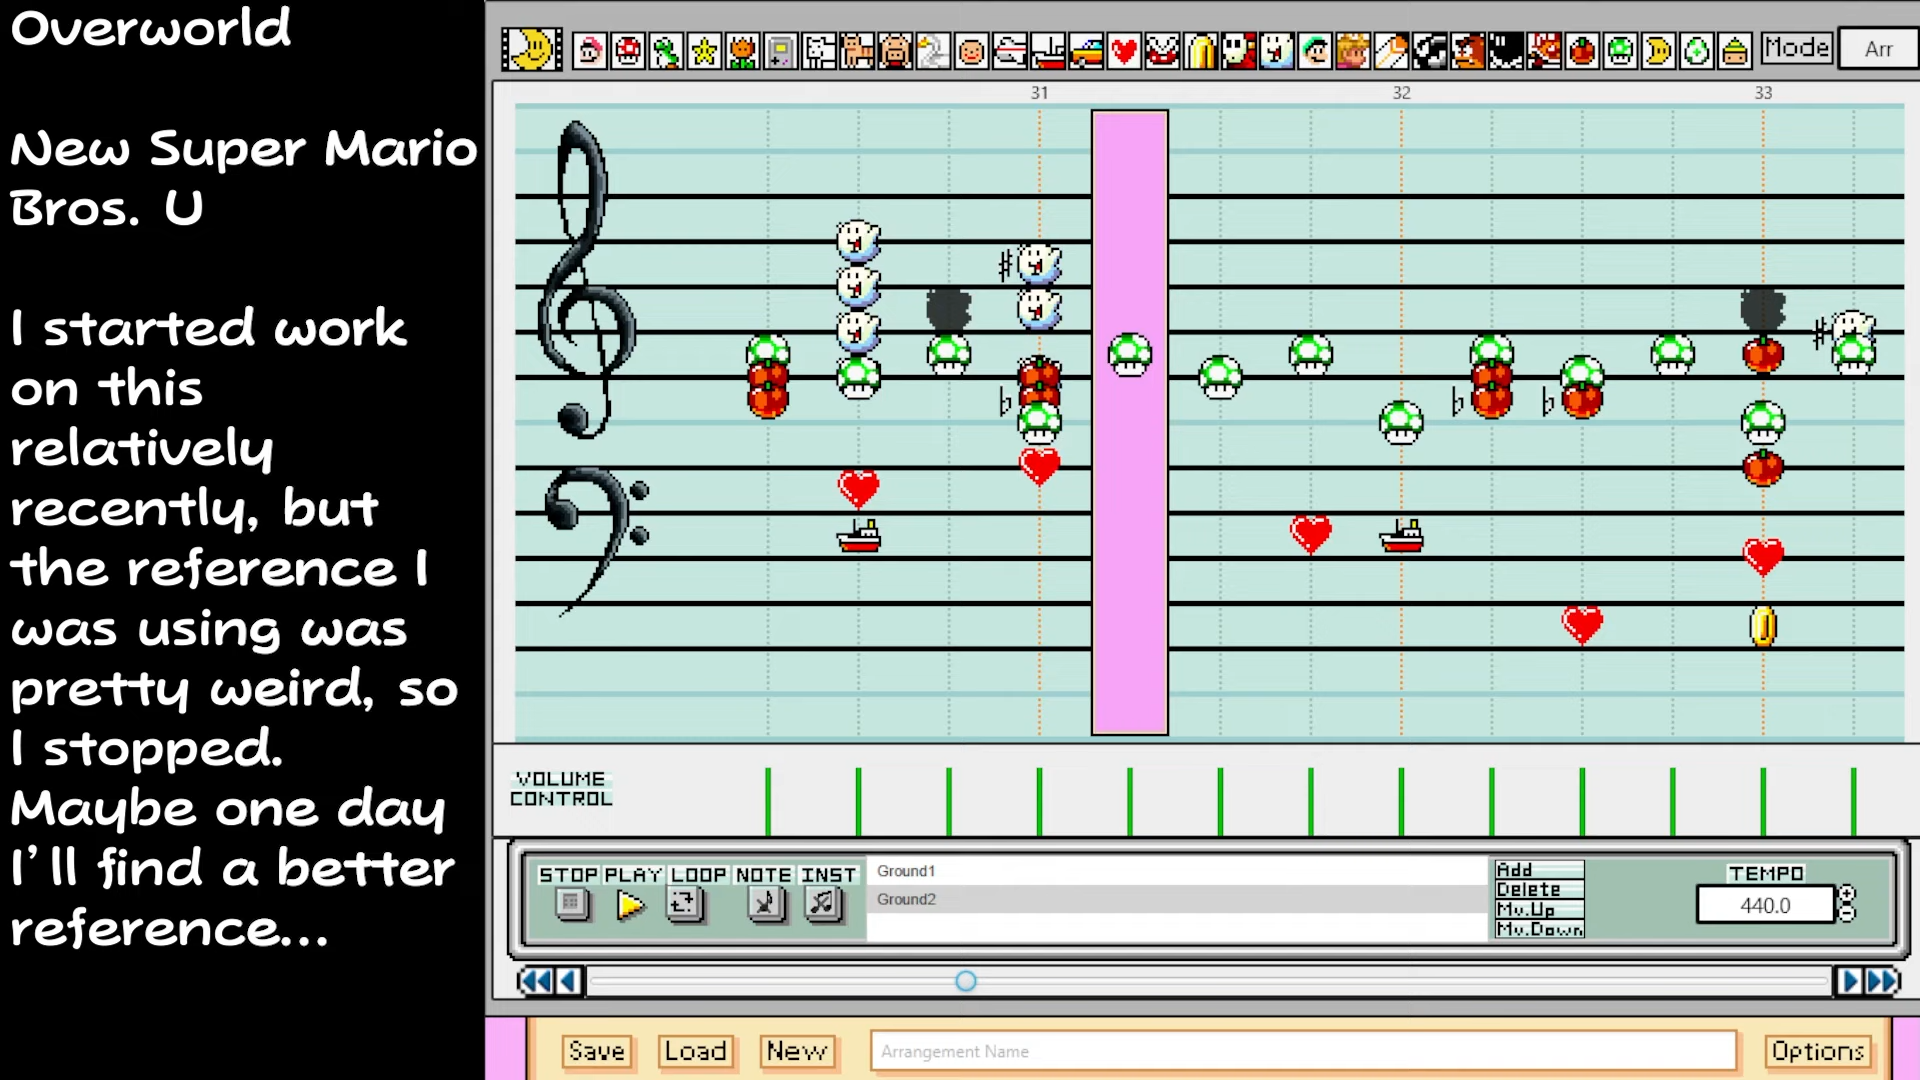 Overworld
New Super Mario
Bros. U
I started work
on this
relatively
recently, but
the reference I
was using was
pretty weird, so
I stopped.
Maybe one day
I'll find a better
reference...
Mode
Arr
31 32 33
VOLUME
CONTROL
STOP PLAY LOOP NOTE INST
Ground1
Ground2
Add
Delete
Mv.Up
Mv.Down
TEMPO
440.0
Save Load New Arrangement Name Options